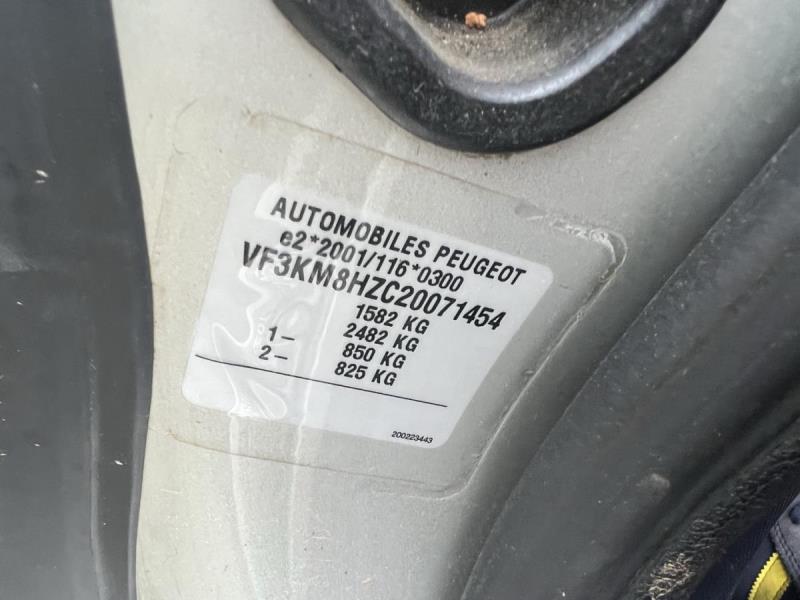 AUTOMOBILES PEUGEOT
e2*2001/116*0300
VF3KM8HZC20071454
1582 KG
1- 2482 KG
2- 850 KG
825 KG
200223443